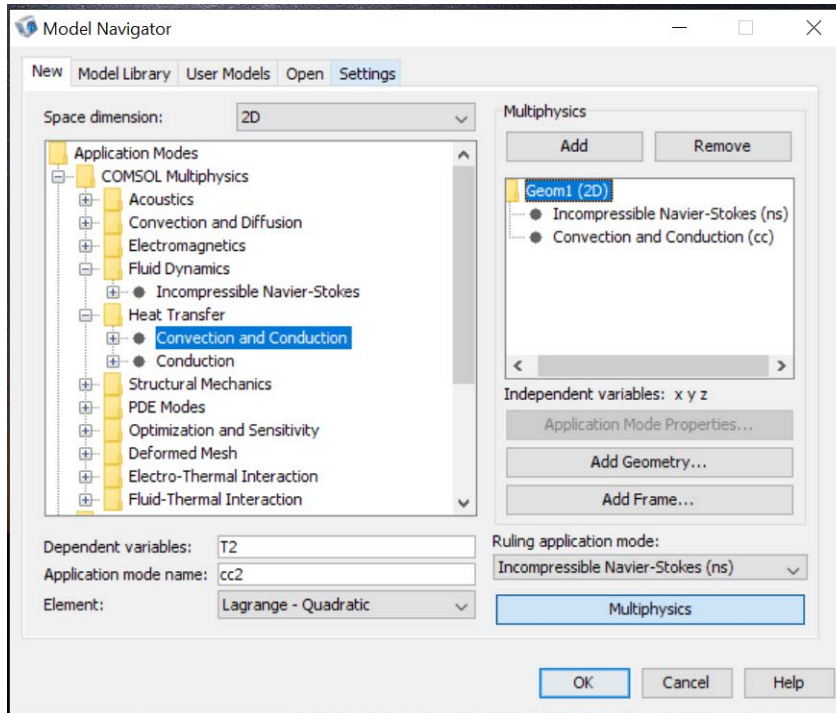 Model Navigator
New Model Library User Models Open Settings
Space dimension: 2D
Application Modes
COMSOL Multiphysics
Acoustics
Convection and Diffusion
Electromagnetics
Fluid Dynamics
Incompressible Navier-Stokes
Heat Transfer
Convection and Conduction
Conduction
Structural Mechanics
PDE Modes
Optimization and Sensitivity
Deformed Mesh
Electro-Thermal Interaction
Fluid-Thermal Interaction
Dependent variables: T2
Application mode name: cc2
Element: Lagrange - Quadratic
Multiphysics
Add Remove
Geom1 (2D)
Incompressible Navier-Stokes (ns)
Convection and Conduction (cc)
Independent variables: x y z
Application Mode Properties...
Add Geometry...
Add Frame...
Ruling application mode:
Incompressible Navier-Stokes (ns)
Multiphysics
OK Cancel Help